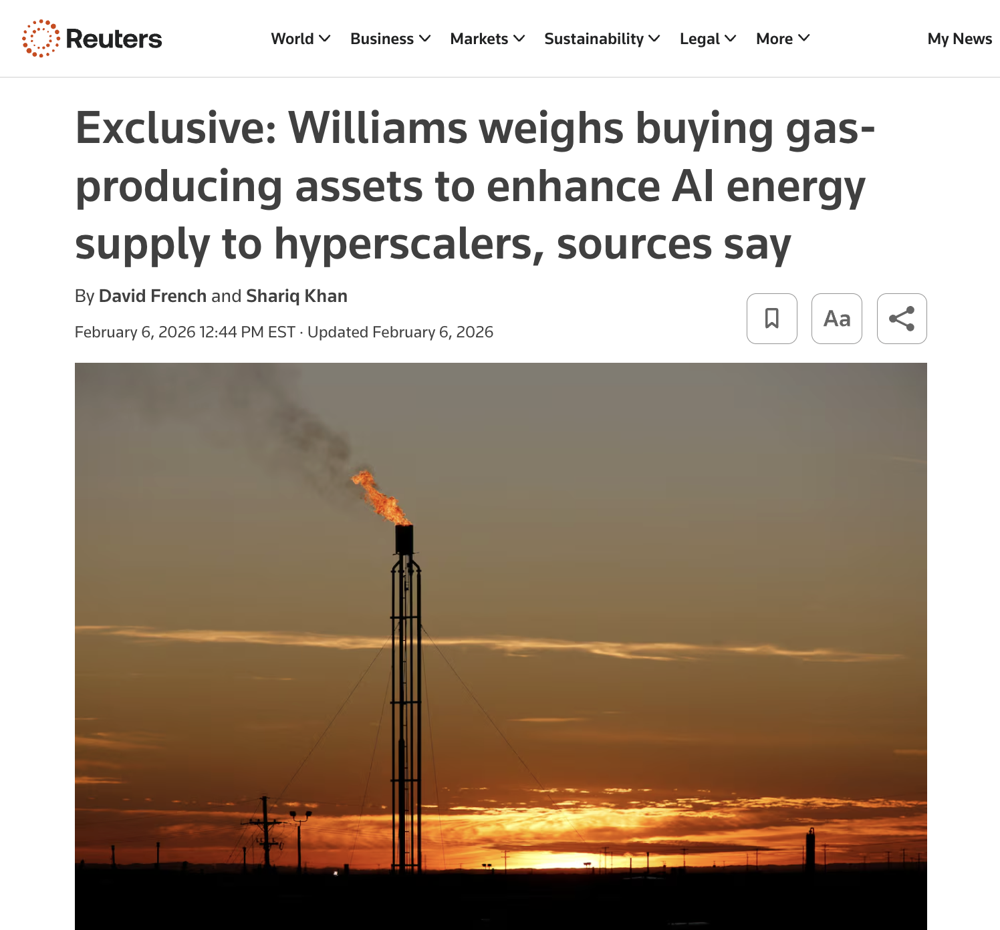 Reuters
World
Business
Markets
Sustainability
Legal
More
My News
Exclusive: Williams weighs buying gas-
producing assets to enhance AI energy
supply to hyperscalers, sources say
By David French and Shariq Khan
February 6, 2026 12:44 PM EST · Updated February 6, 2026
Aa